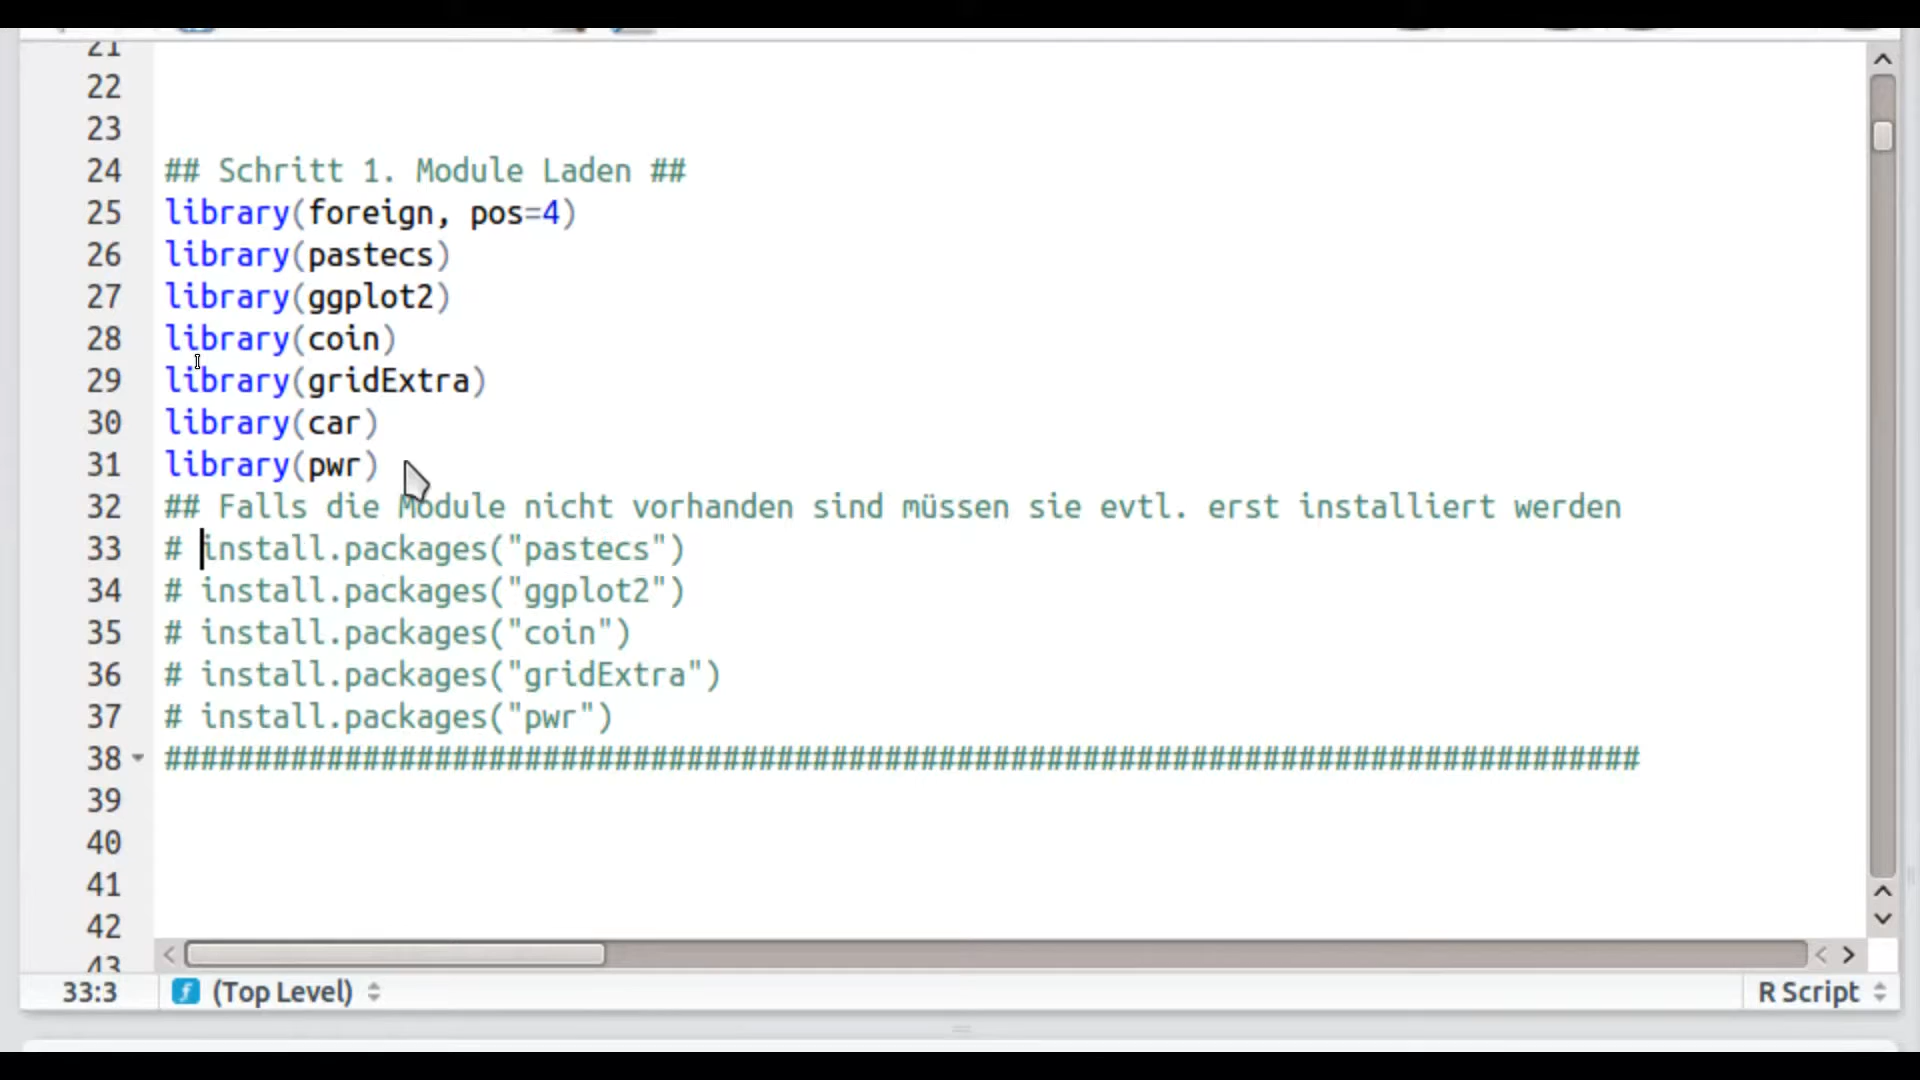 21
22
23
24 ## Schritt 1. Module Laden ##
25 library(foreign, pos=4)
26 library(pastecs)
27 library(ggplot2)
28 library(coin)
29 library(gridExtra)
30 library(car)
31 library(pwr)
32 ## Falls die Module nicht vorhanden sind müssen sie evtl. erst installiert werden
33 # install.packages("pastecs")
34 # install.packages("ggplot2")
35 # install.packages("coin")
36 # install.packages("gridExtra")
37 # install.packages("pwr")
38 ##################################################################################
39
40
41
42
43
33:3 (Top Level) R Script